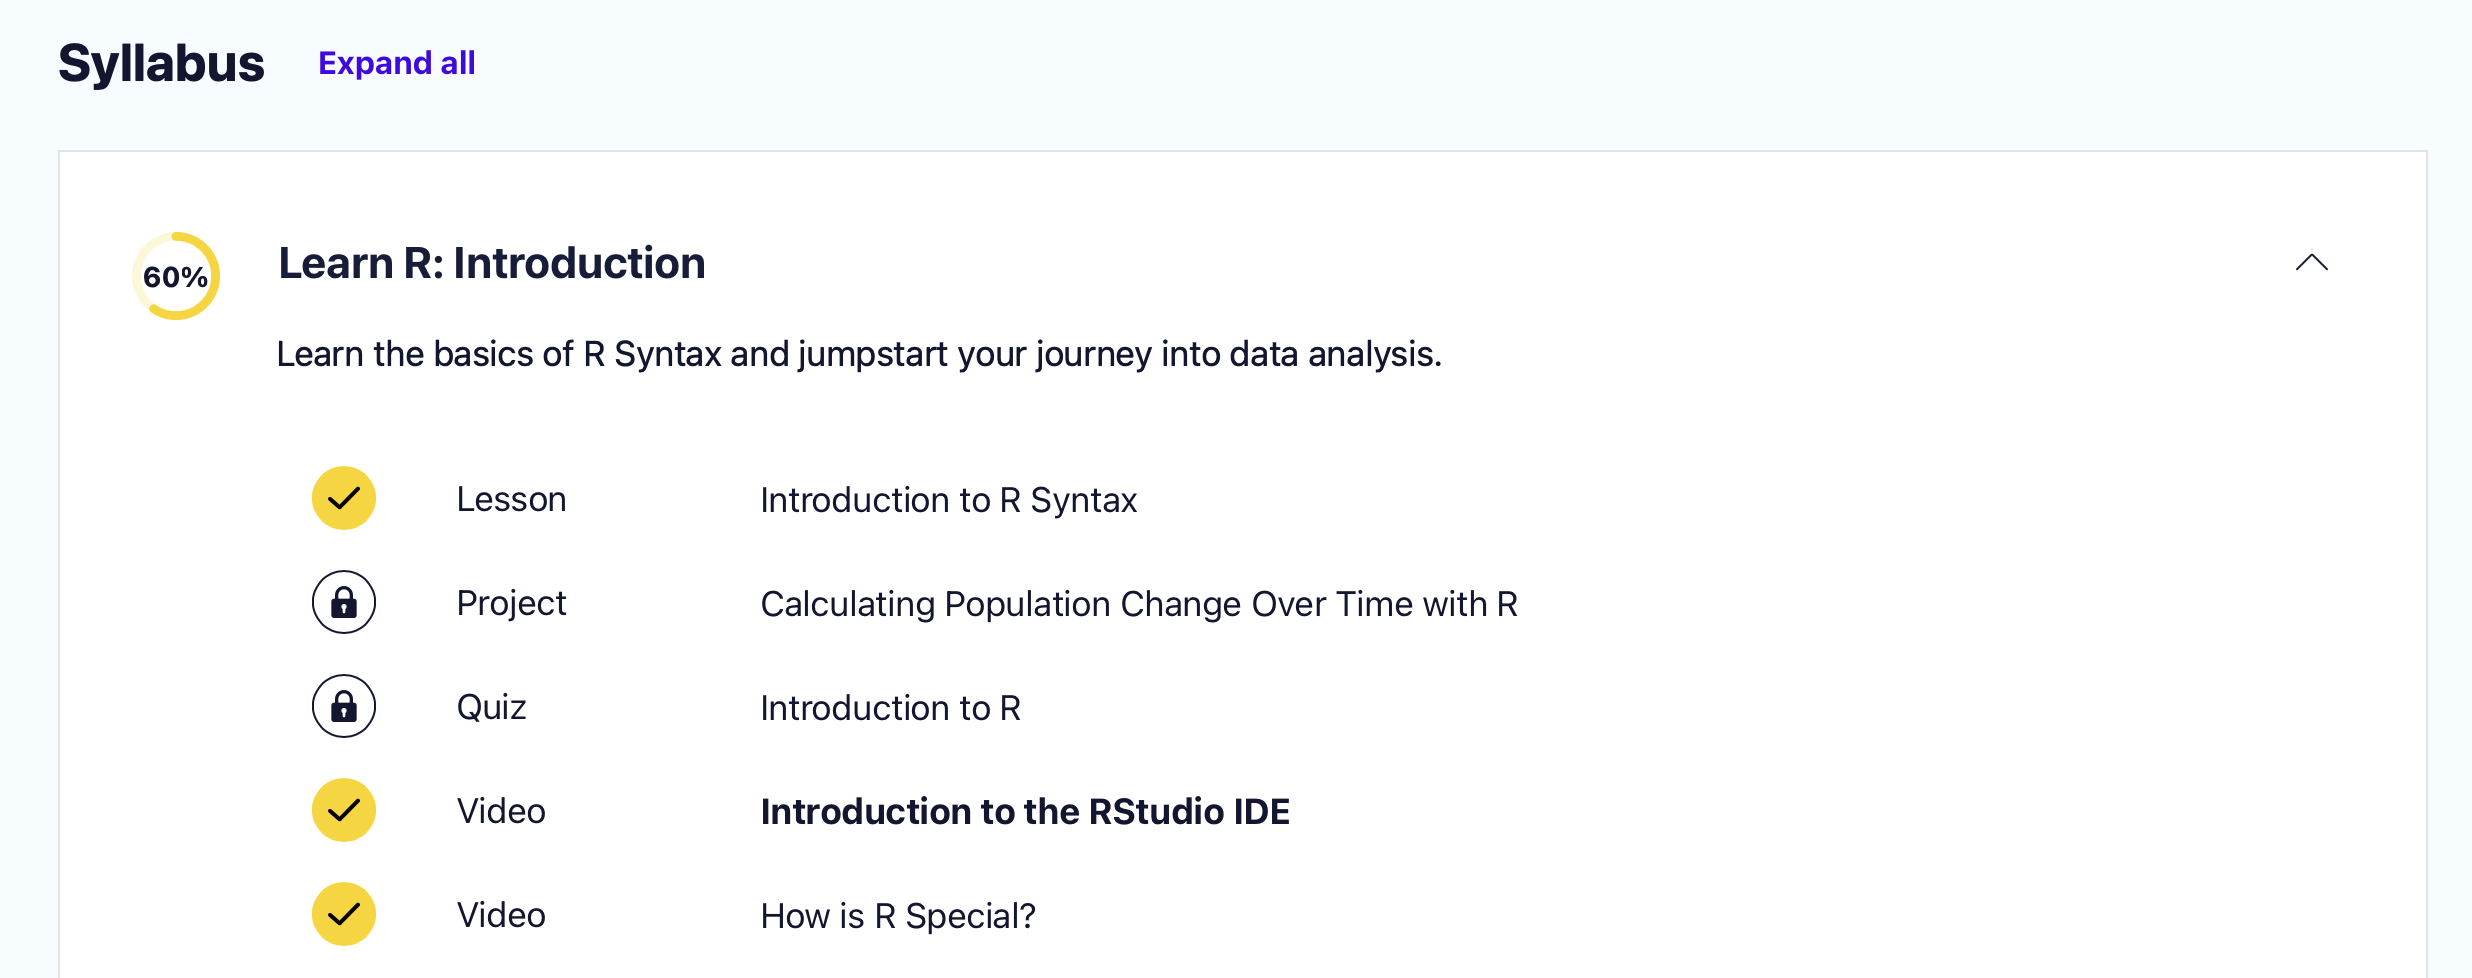 Syllabus Expand all
60% Learn R: Introduction
Learn the basics of R Syntax and jumpstart your journey into data analysis.
Lesson Introduction to R Syntax
Project Calculating Population Change Over Time with R
Quiz Introduction to R
Video Introduction to the RStudio IDE
Video How is R Special?